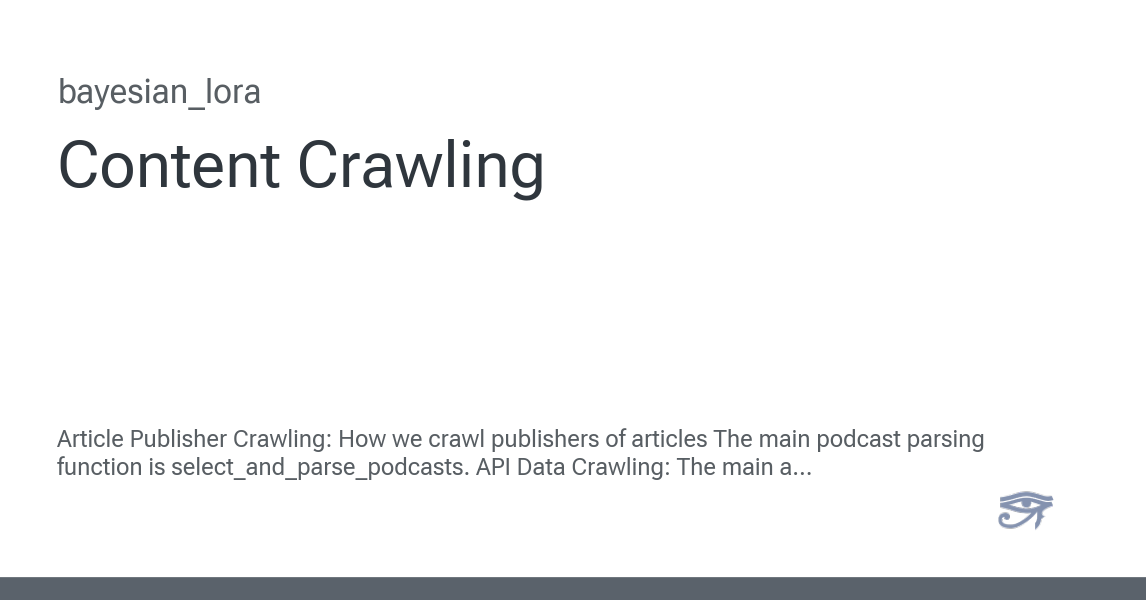 bayesian_lora
Content Crawling
Article Publisher Crawling: How we crawl publishers of articles The main podcast parsing
function is select_and_parse_podcasts. API Data Crawling: The main a...